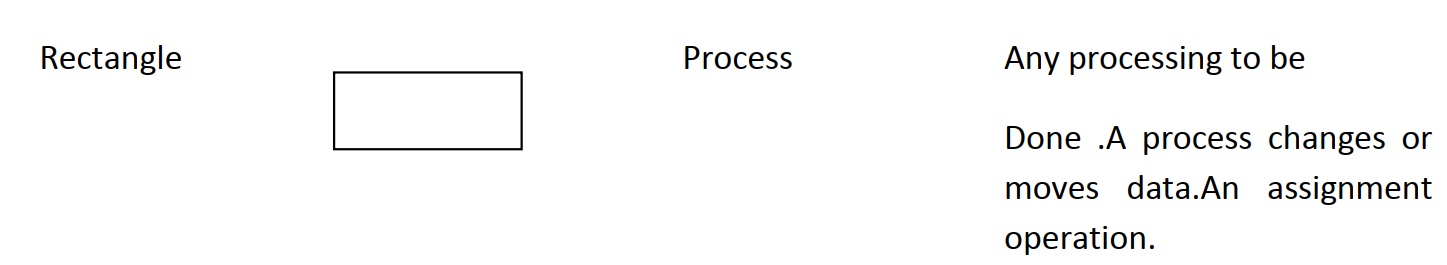 Rectangle Process Any processing to be
Done .A process changes or
moves data.An assignment
operation.